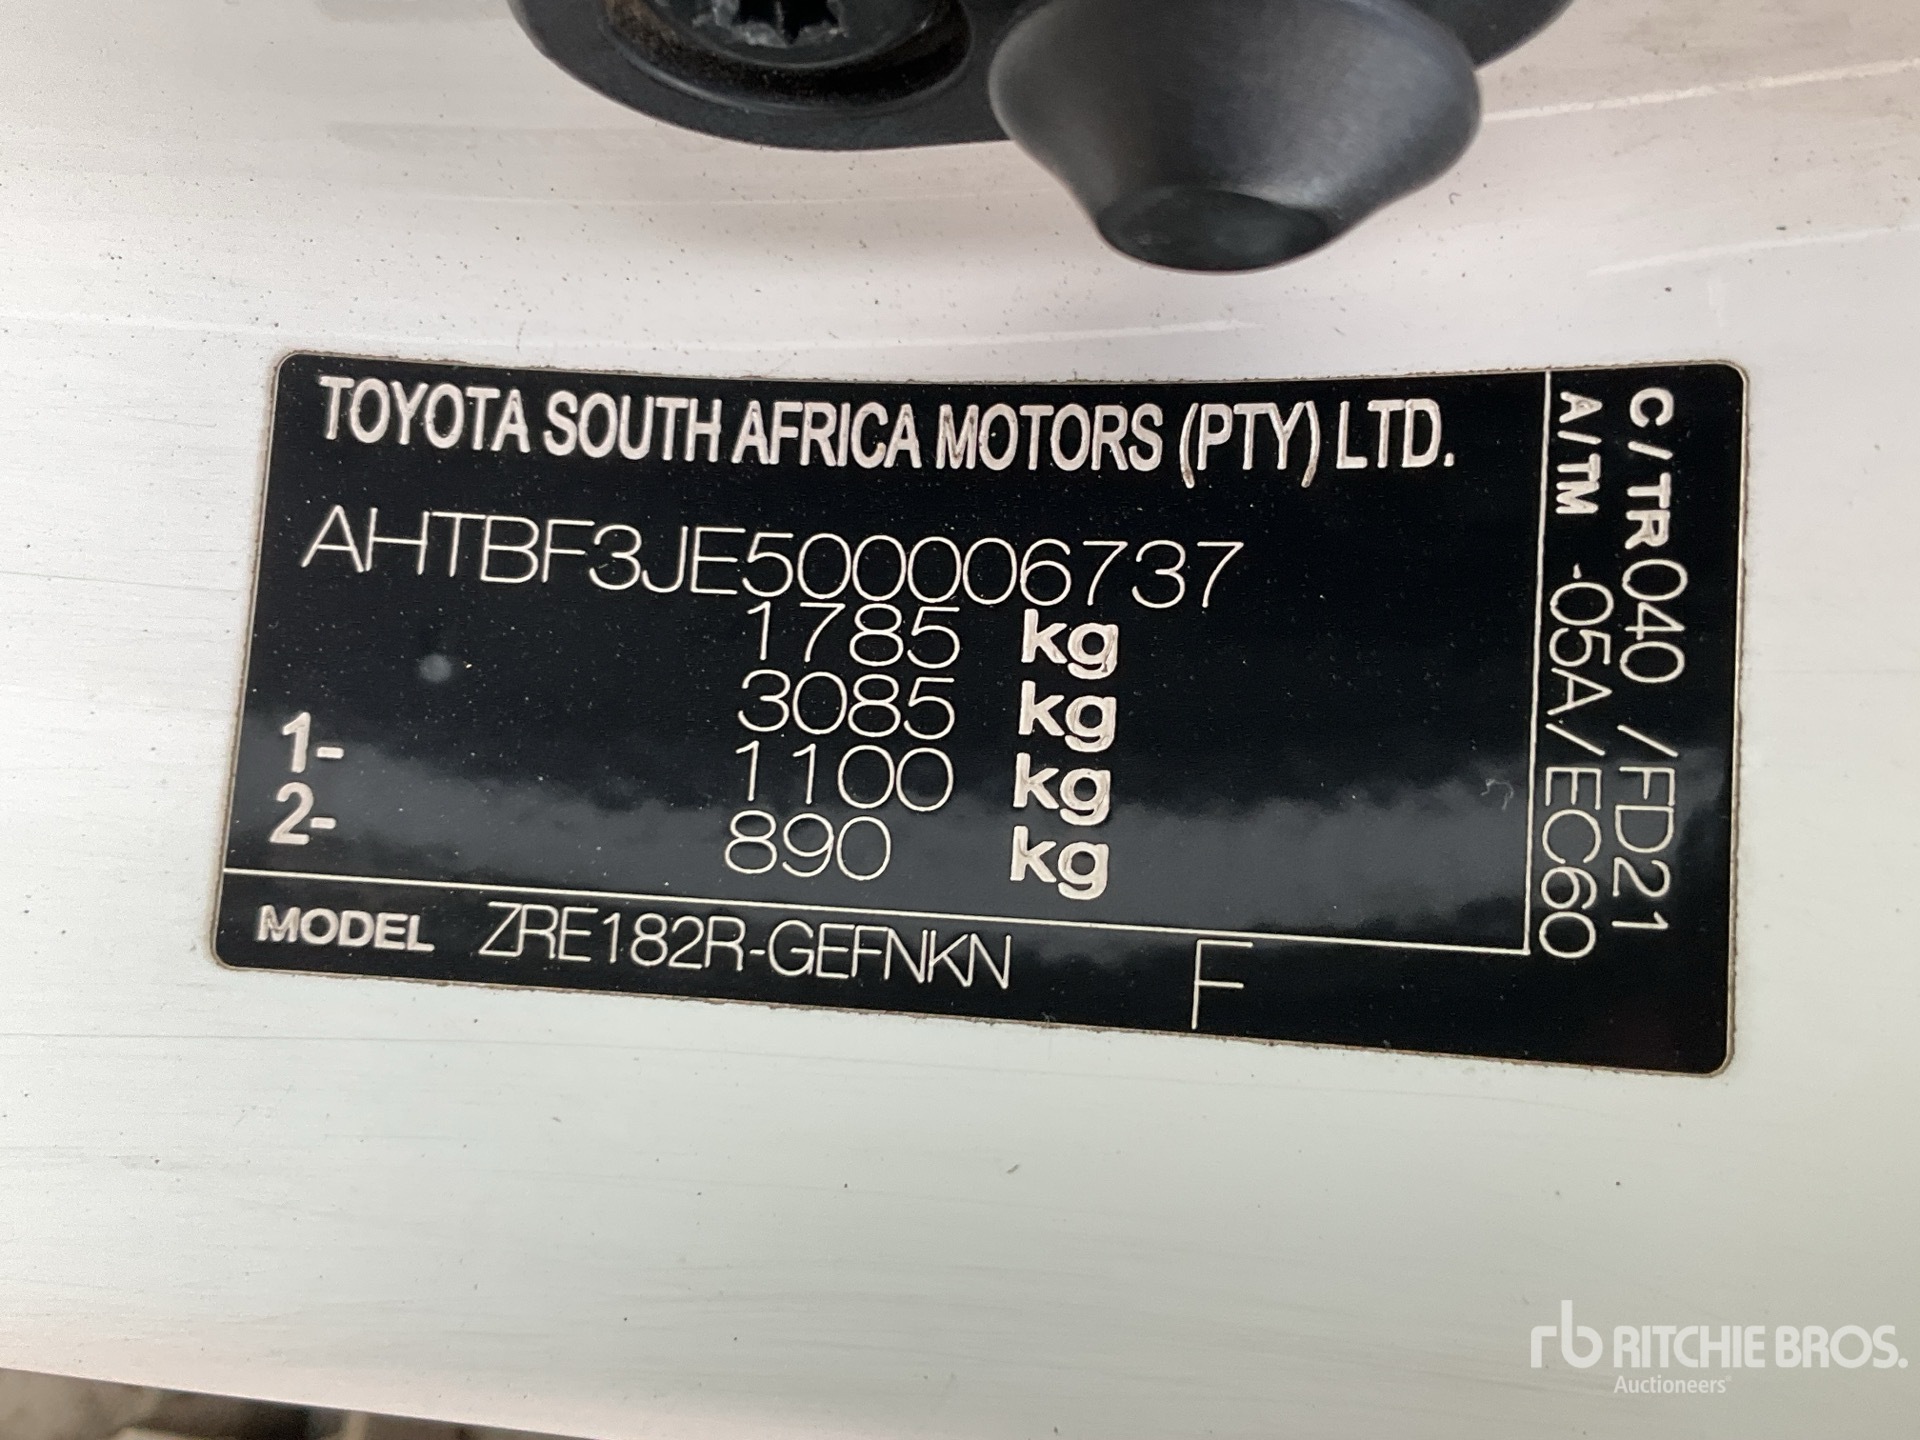 TOYOTA SOUTH AFRICA MOTORS (PTY) LTD.
AHTBF3JE500006737
1785 kg
3085 kg
1- 1100 kg
2- 890 kg
MODEL ZRE182R-GEFNKN F
C/TR 040 /FD21
A/TM -05A/EC60
rb RITCHIE BROS.
Auctioneers